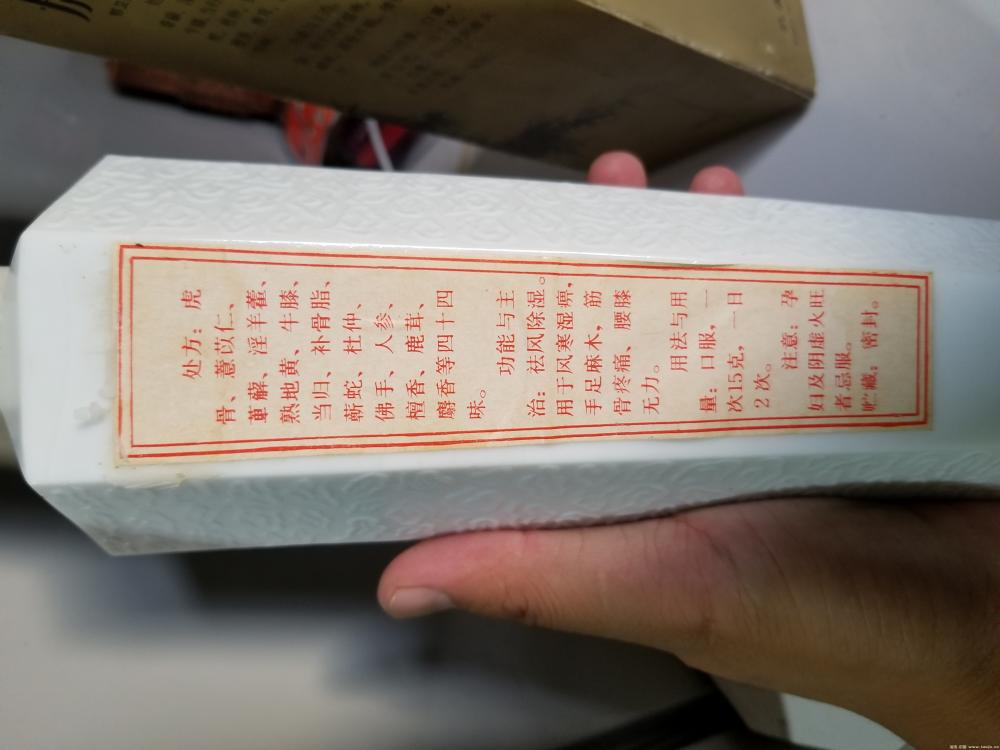 处方：虎
骨、薏苡仁、
萆薢、淫羊藿、
熟地黄、牛膝、
当归、补骨脂、
蕲蛇、杜仲、
佛手、人参、
檀香、鹿茸、
麝香等四十四
味。
功能与主
治：祛风除湿。
用于风寒湿痹，
手足麻木，筋
骨疼痛、腰膝
无力。
用法与用
量：口服，一
次15克，一日
2次。
注意：孕
妇及阴虚火旺
者忌服。
贮藏：密封。